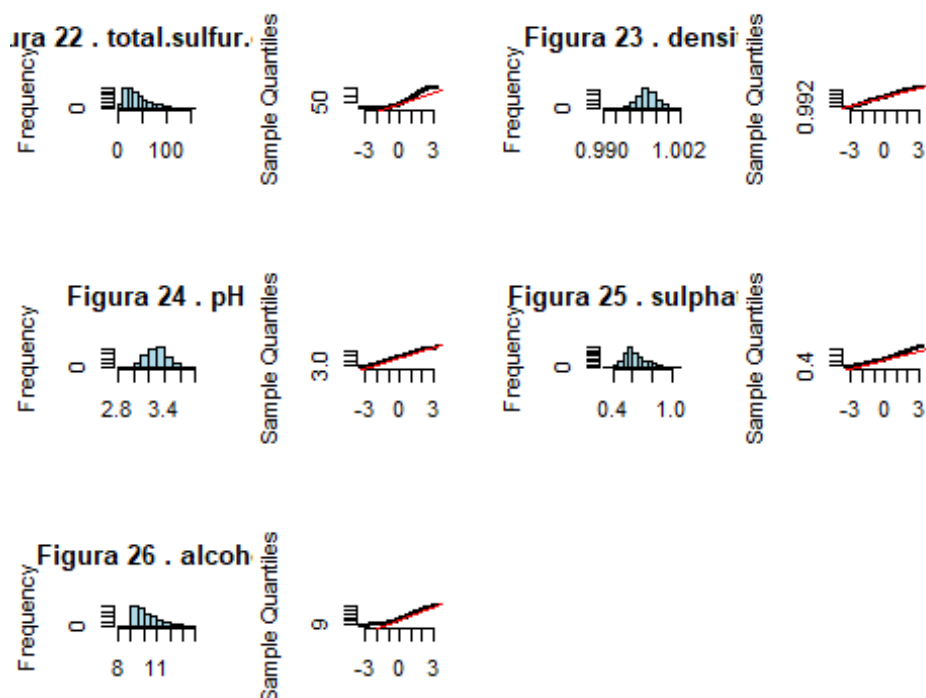 ura 22 . total.sulfur.
Frequency
0
0 100
Sample Quantiles
50
-3 0 3
Figura 23 . densi
Frequency
0
0.990 1.002
Sample Quantiles
0.992
-3 0 3
Figura 24 . pH
Frequency
0
2.8 3.4
Sample Quantiles
3.0
-3 0 3
Figura 25 . sulpha
Frequency
0
0.4 1.0
Sample Quantiles
0.4
-3 0 3
Figura 26 . alcoh
Frequency
0
8 11
Sample Quantiles
9
-3 0 3